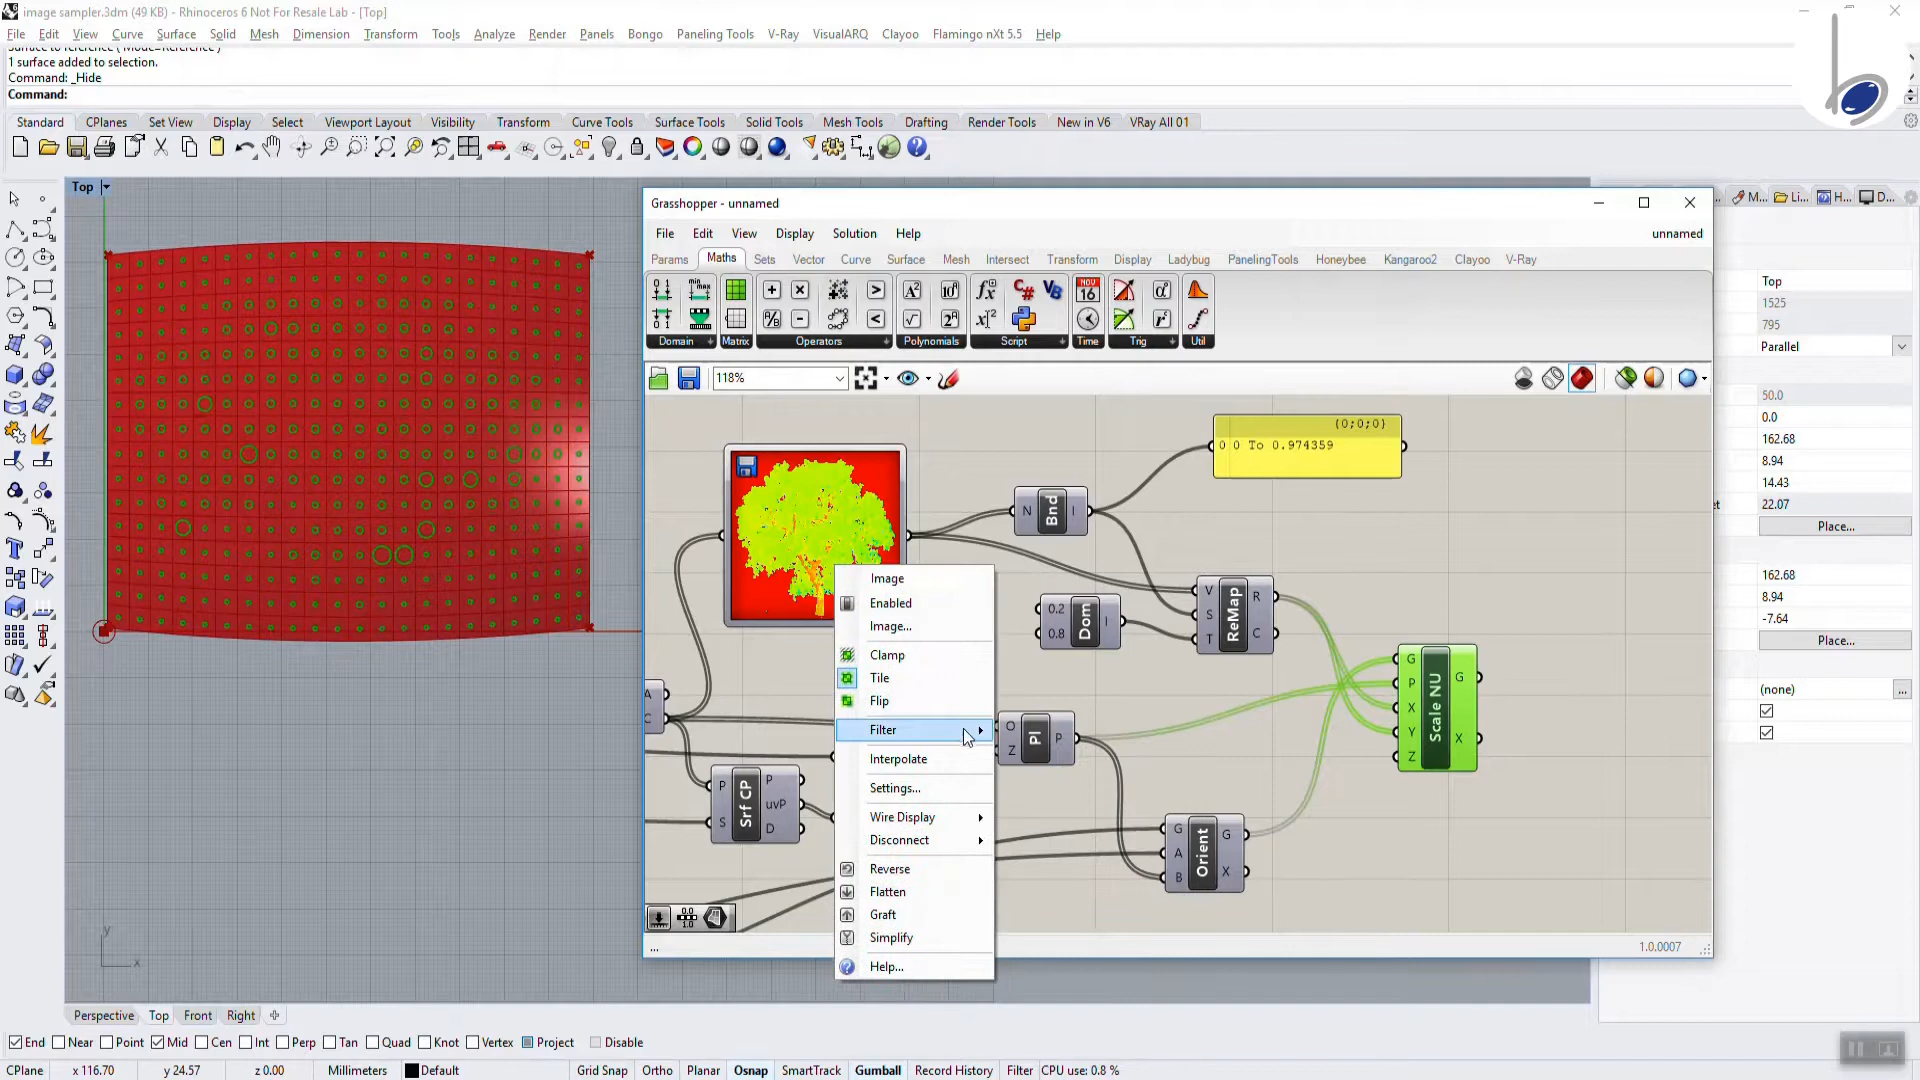 image sampler.3dm (49 KB) - Rhinoceros 6 Not For Resale Lab - [Top]
File Edit View Curve Surface Solid Mesh Dimension Transform Tools Analyze Render Panels Bongo Paneling Tools V-Ray VisualARQ Clayoo Flamingo nXt 5.5 Help
Surface to reference ( Mode=Reference )
1 surface added to selection.
Command: _Hide
Command:
Standard CPlanes Set View Display Select Viewport Layout Visibility Transform Curve Tools Surface Tools Solid Tools Mesh Tools Drafting Render Tools New in V6 VRay All 01
Top
M... Li... H... D...
Grasshopper - unnamed
File Edit View Display Solution Help
unnamed
Params Maths Sets Vector Curve Surface Mesh Intersect Transform Display Ladybug PanelingTools Honeybee Kangaroo2 Clayoo V-Ray
Domain Matrix Operators Polynomials Script Time Trig Util
118%
{0;0;0}
0 0 To 0.974359
N Bnd I
0.2
0.8
Dom I
V
S
T
ReMap
R
C
A
C
G
P
X
Y
Z
Scale NU
G
X
O
Z
Pl
P
P
S
Srf CP
P
uvP
D
G
A
B
Orient
G
X
Image
Enabled
Image...
Clamp
Tile
Flip
Filter
Interpolate
Settings...
Wire Display
Disconnect
Reverse
Flatten
Graft
Simplify
Help...
...
1.0.0007
Top
1525
795
Parallel
50.0
0.0
162.68
8.94
14.43
22.07
Place...
162.68
8.94
-7.64
Place...
(none)
...
y
x
Perspective Top Front Right
End Near Point Mid Cen Int Perp Tan Quad Knot Vertex Project Disable
CPlane x 116.70 y 24.57 z 0.00 Millimeters Default Grid Snap Ortho Planar Osnap SmartTrack Gumball Record History Filter CPU use: 0.8 %